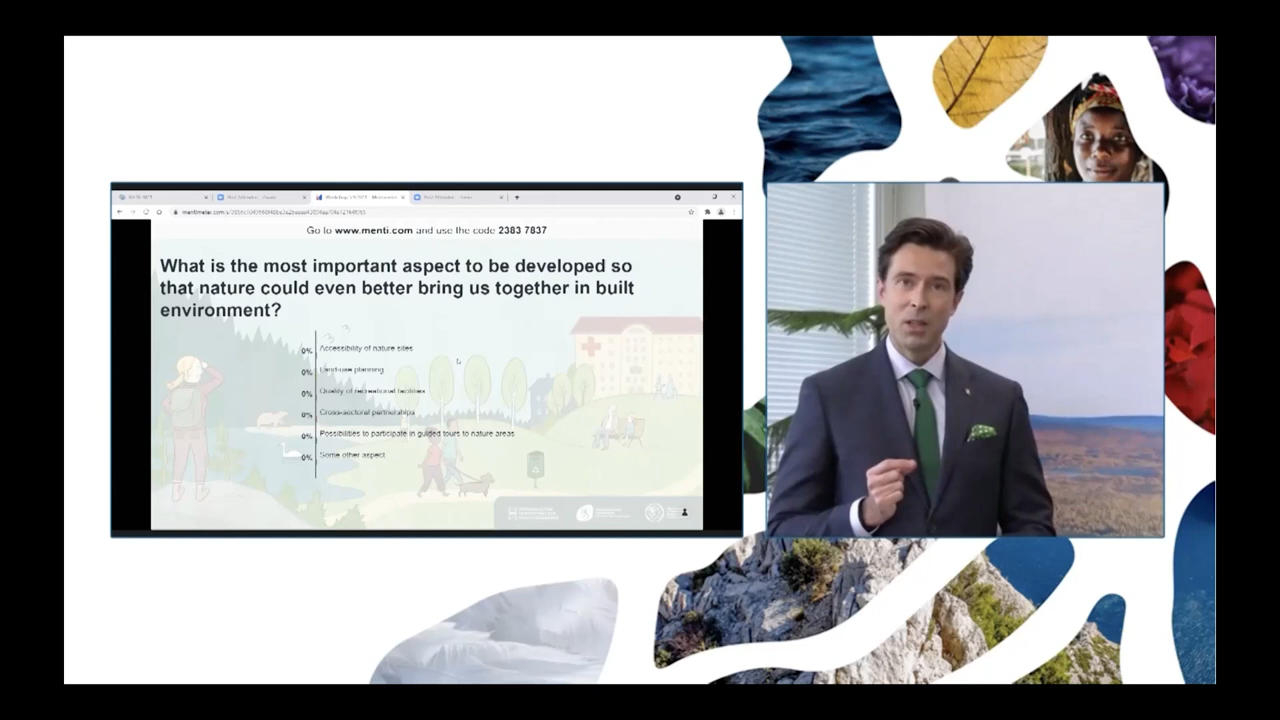 Go to www.menti.com and use the code 2383 7837
What is the most important aspect to be developed so
that nature could even better bring us together in built
environment?
0% Accessibility of nature sites
0% Land-use planning
0% Quality of recreational facilities
0% Cross-sectoral partnerships
0% Possibilities to participate in guided tours to nature areas
0% Some other aspect